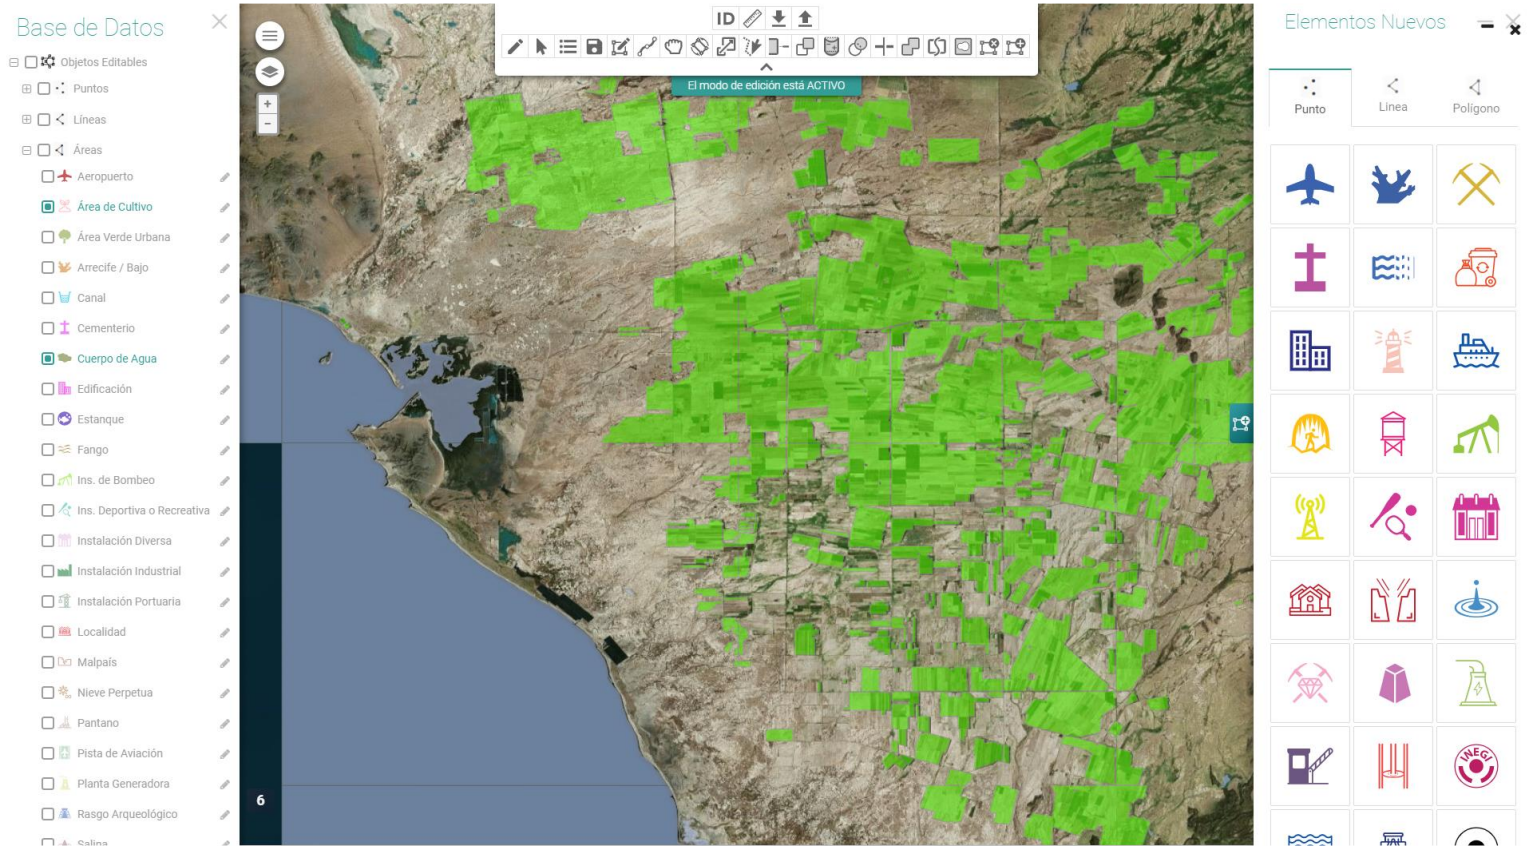 Base de Datos
Objetos Editables
Puntos
Líneas
Áreas
Aeropuerto
Área de Cultivo
Área Verde Urbana
Arrecife / Bajo
Canal
Cementerio
Cuerpo de Agua
Edificación
Estanque
Fango
Ins. de Bombeo
Ins. Deportiva o Recreativa
Instalación Diversa
Instalación Industrial
Instalación Portuaria
Localidad
Malpaís
Nieve Perpetua
Pantano
Pista de Aviación
Planta Generadora
Rasgo Arqueológico
Salina
+
−
ID
El modo de edición está ACTIVO
6
Elementos Nuevos
Punto
Linea
Polígono
INEGI